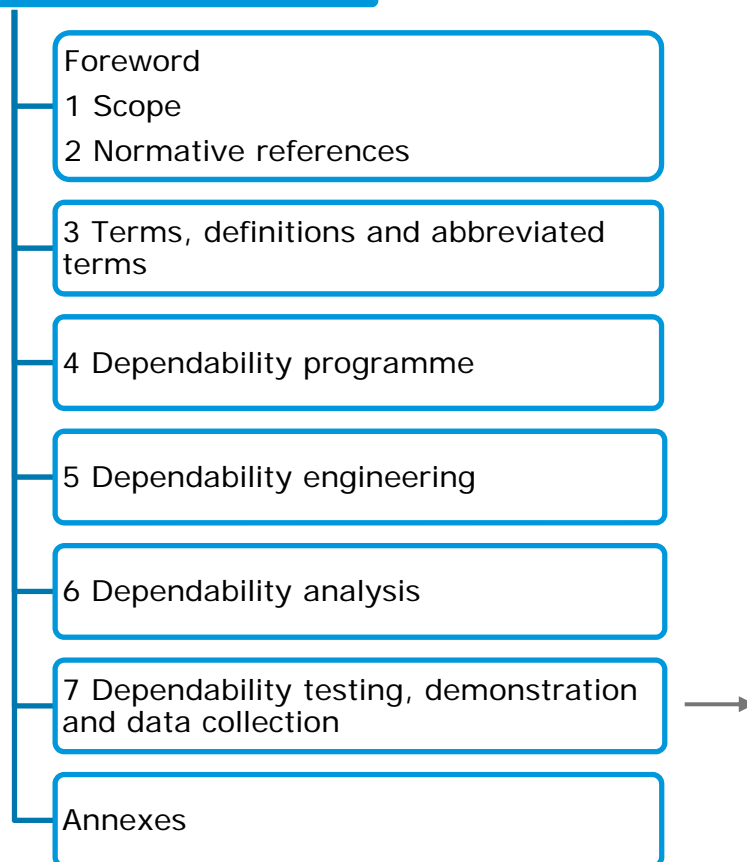 Foreword
1 Scope
2 Normative references
3 Terms, definitions and abbreviated
terms
4 Dependability programme
5 Dependability engineering
6 Dependability analysis
7 Dependability testing, demonstration
and data collection
Annexes